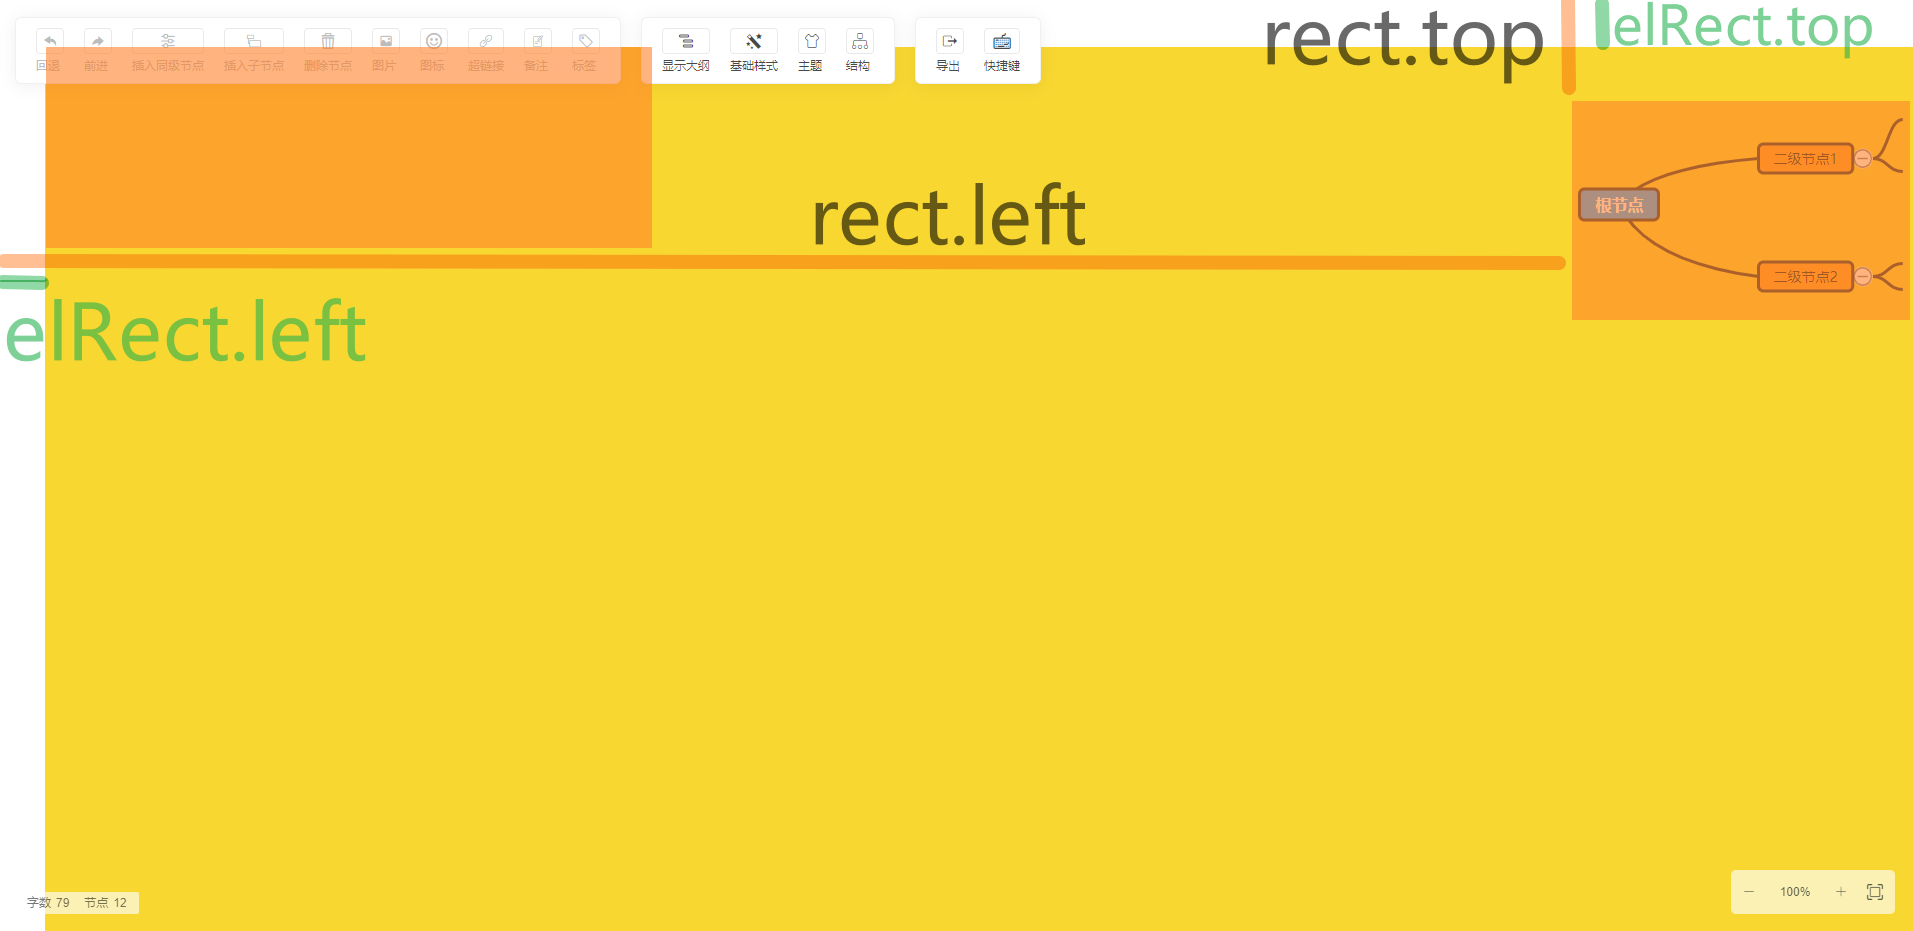 回退 前进 插入同级节点 插入子节点 删除节点 图片 图标 超链接 备注 标签
显示大纲 基础样式 主题 结构
导出 快捷键
rect.top
elRect.top
二级节点1
根节点
二级节点2
rect.left
elRect.left
字数 79 节点 12
100%